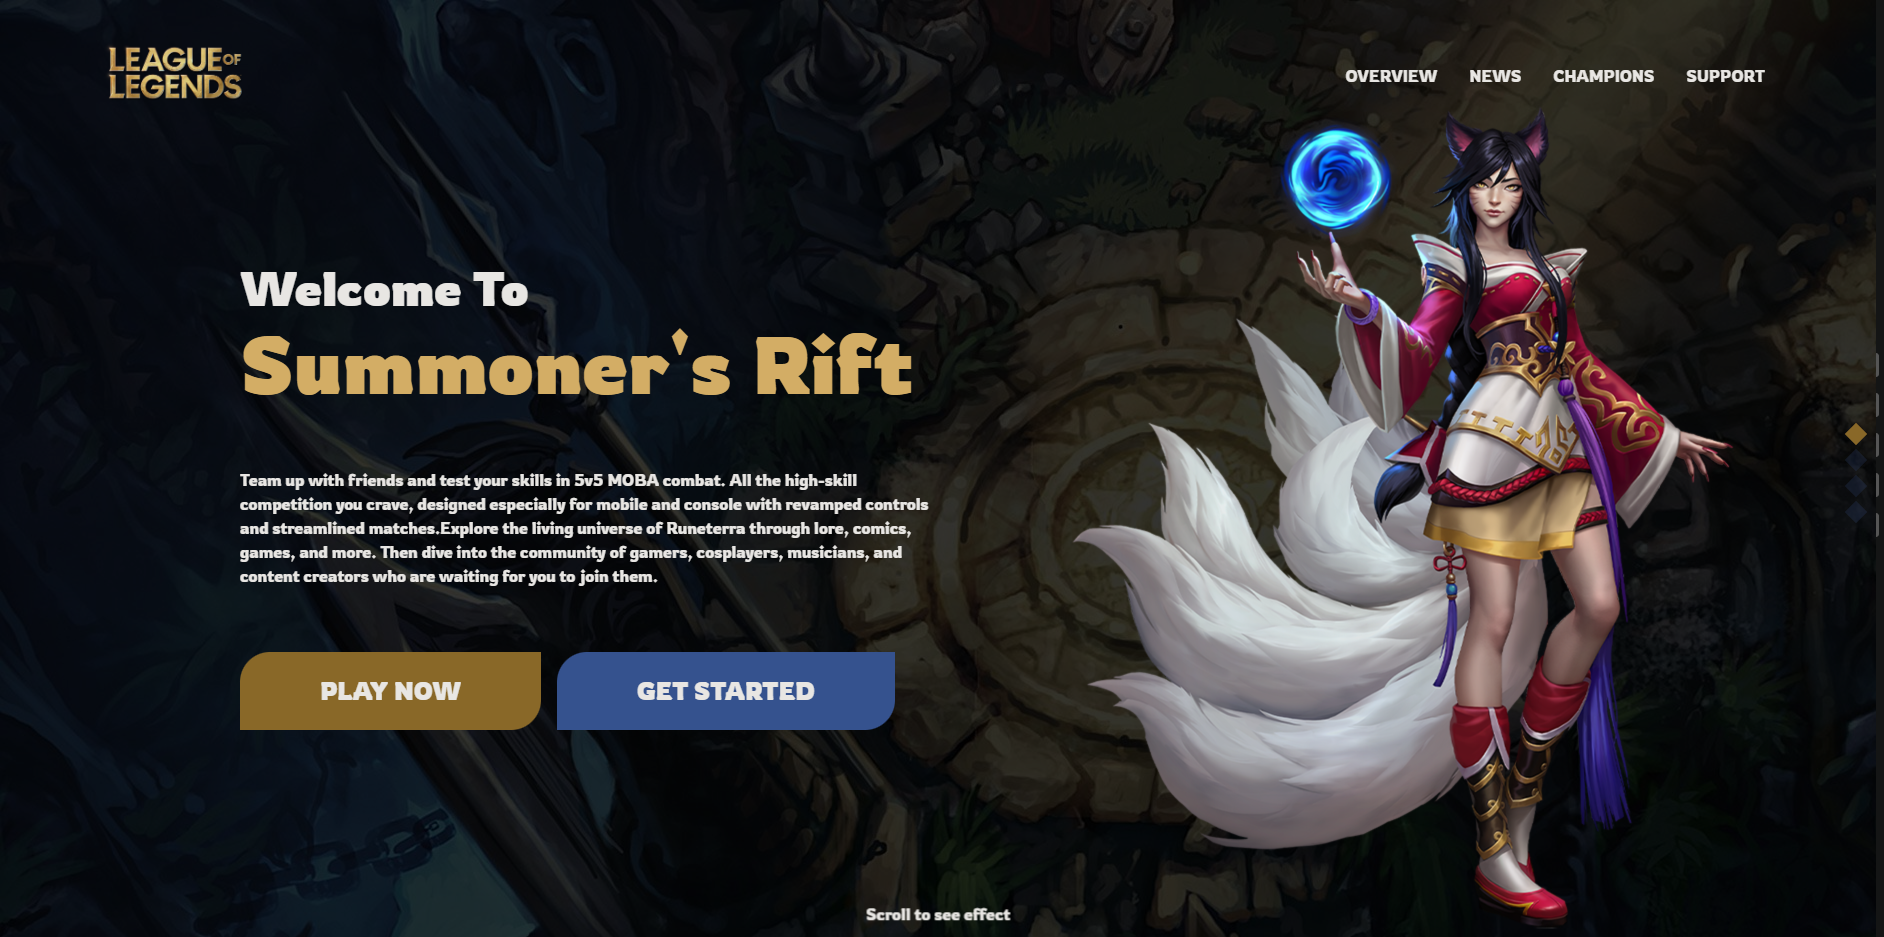 LEAGUE OF
LEGENDS
OVERVIEW NEWS CHAMPIONS SUPPORT
Welcome To
Summoner's Rift
Team up with friends and test your skills in 5v5 MOBA combat. All the high-skill
competition you crave, designed especially for mobile and console with revamped controls
and streamlined matches.Explore the living universe of Runeterra through lore, comics,
games, and more. Then dive into the community of gamers, cosplayers, musicians, and
content creators who are waiting for you to join them.
PLAY NOW GET STARTED
Scroll to see effect